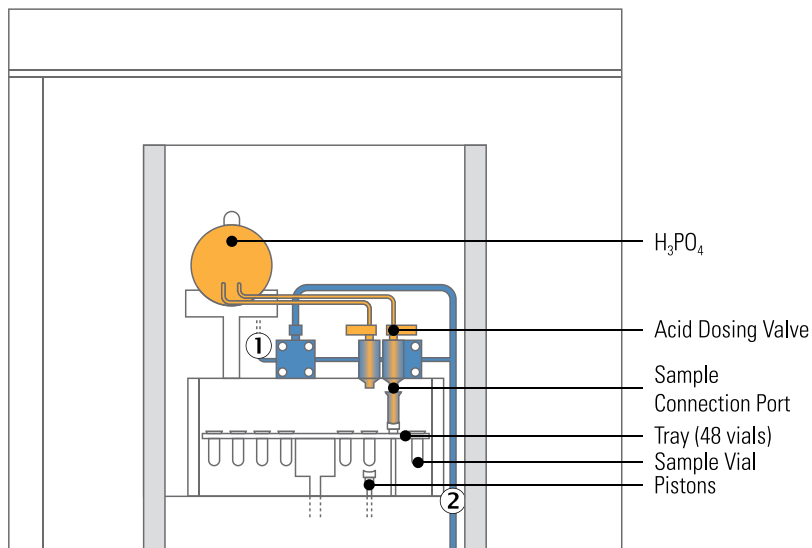 H₃PO₄
Acid Dosing Valve
①
Sample
Connection Port
Tray (48 vials)
Sample Vial
Pistons
②